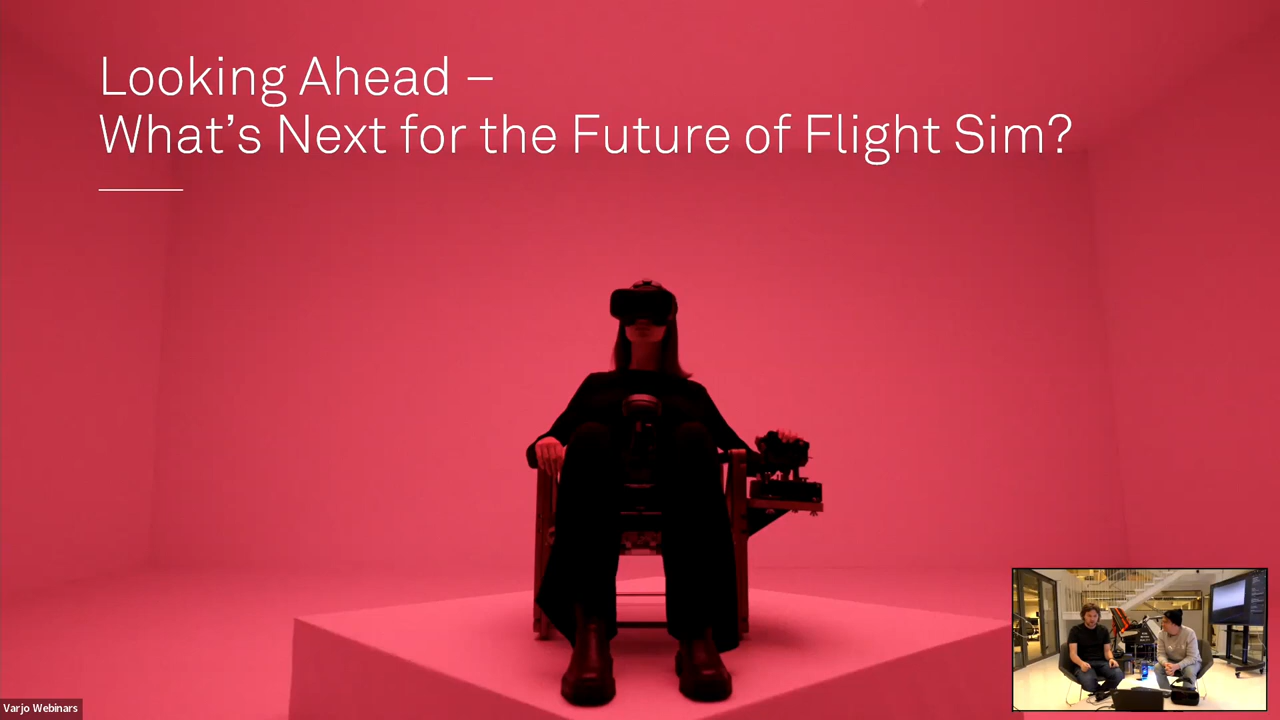 Looking Ahead –
What's Next for the Future of Flight Sim?
Varjo Webinars